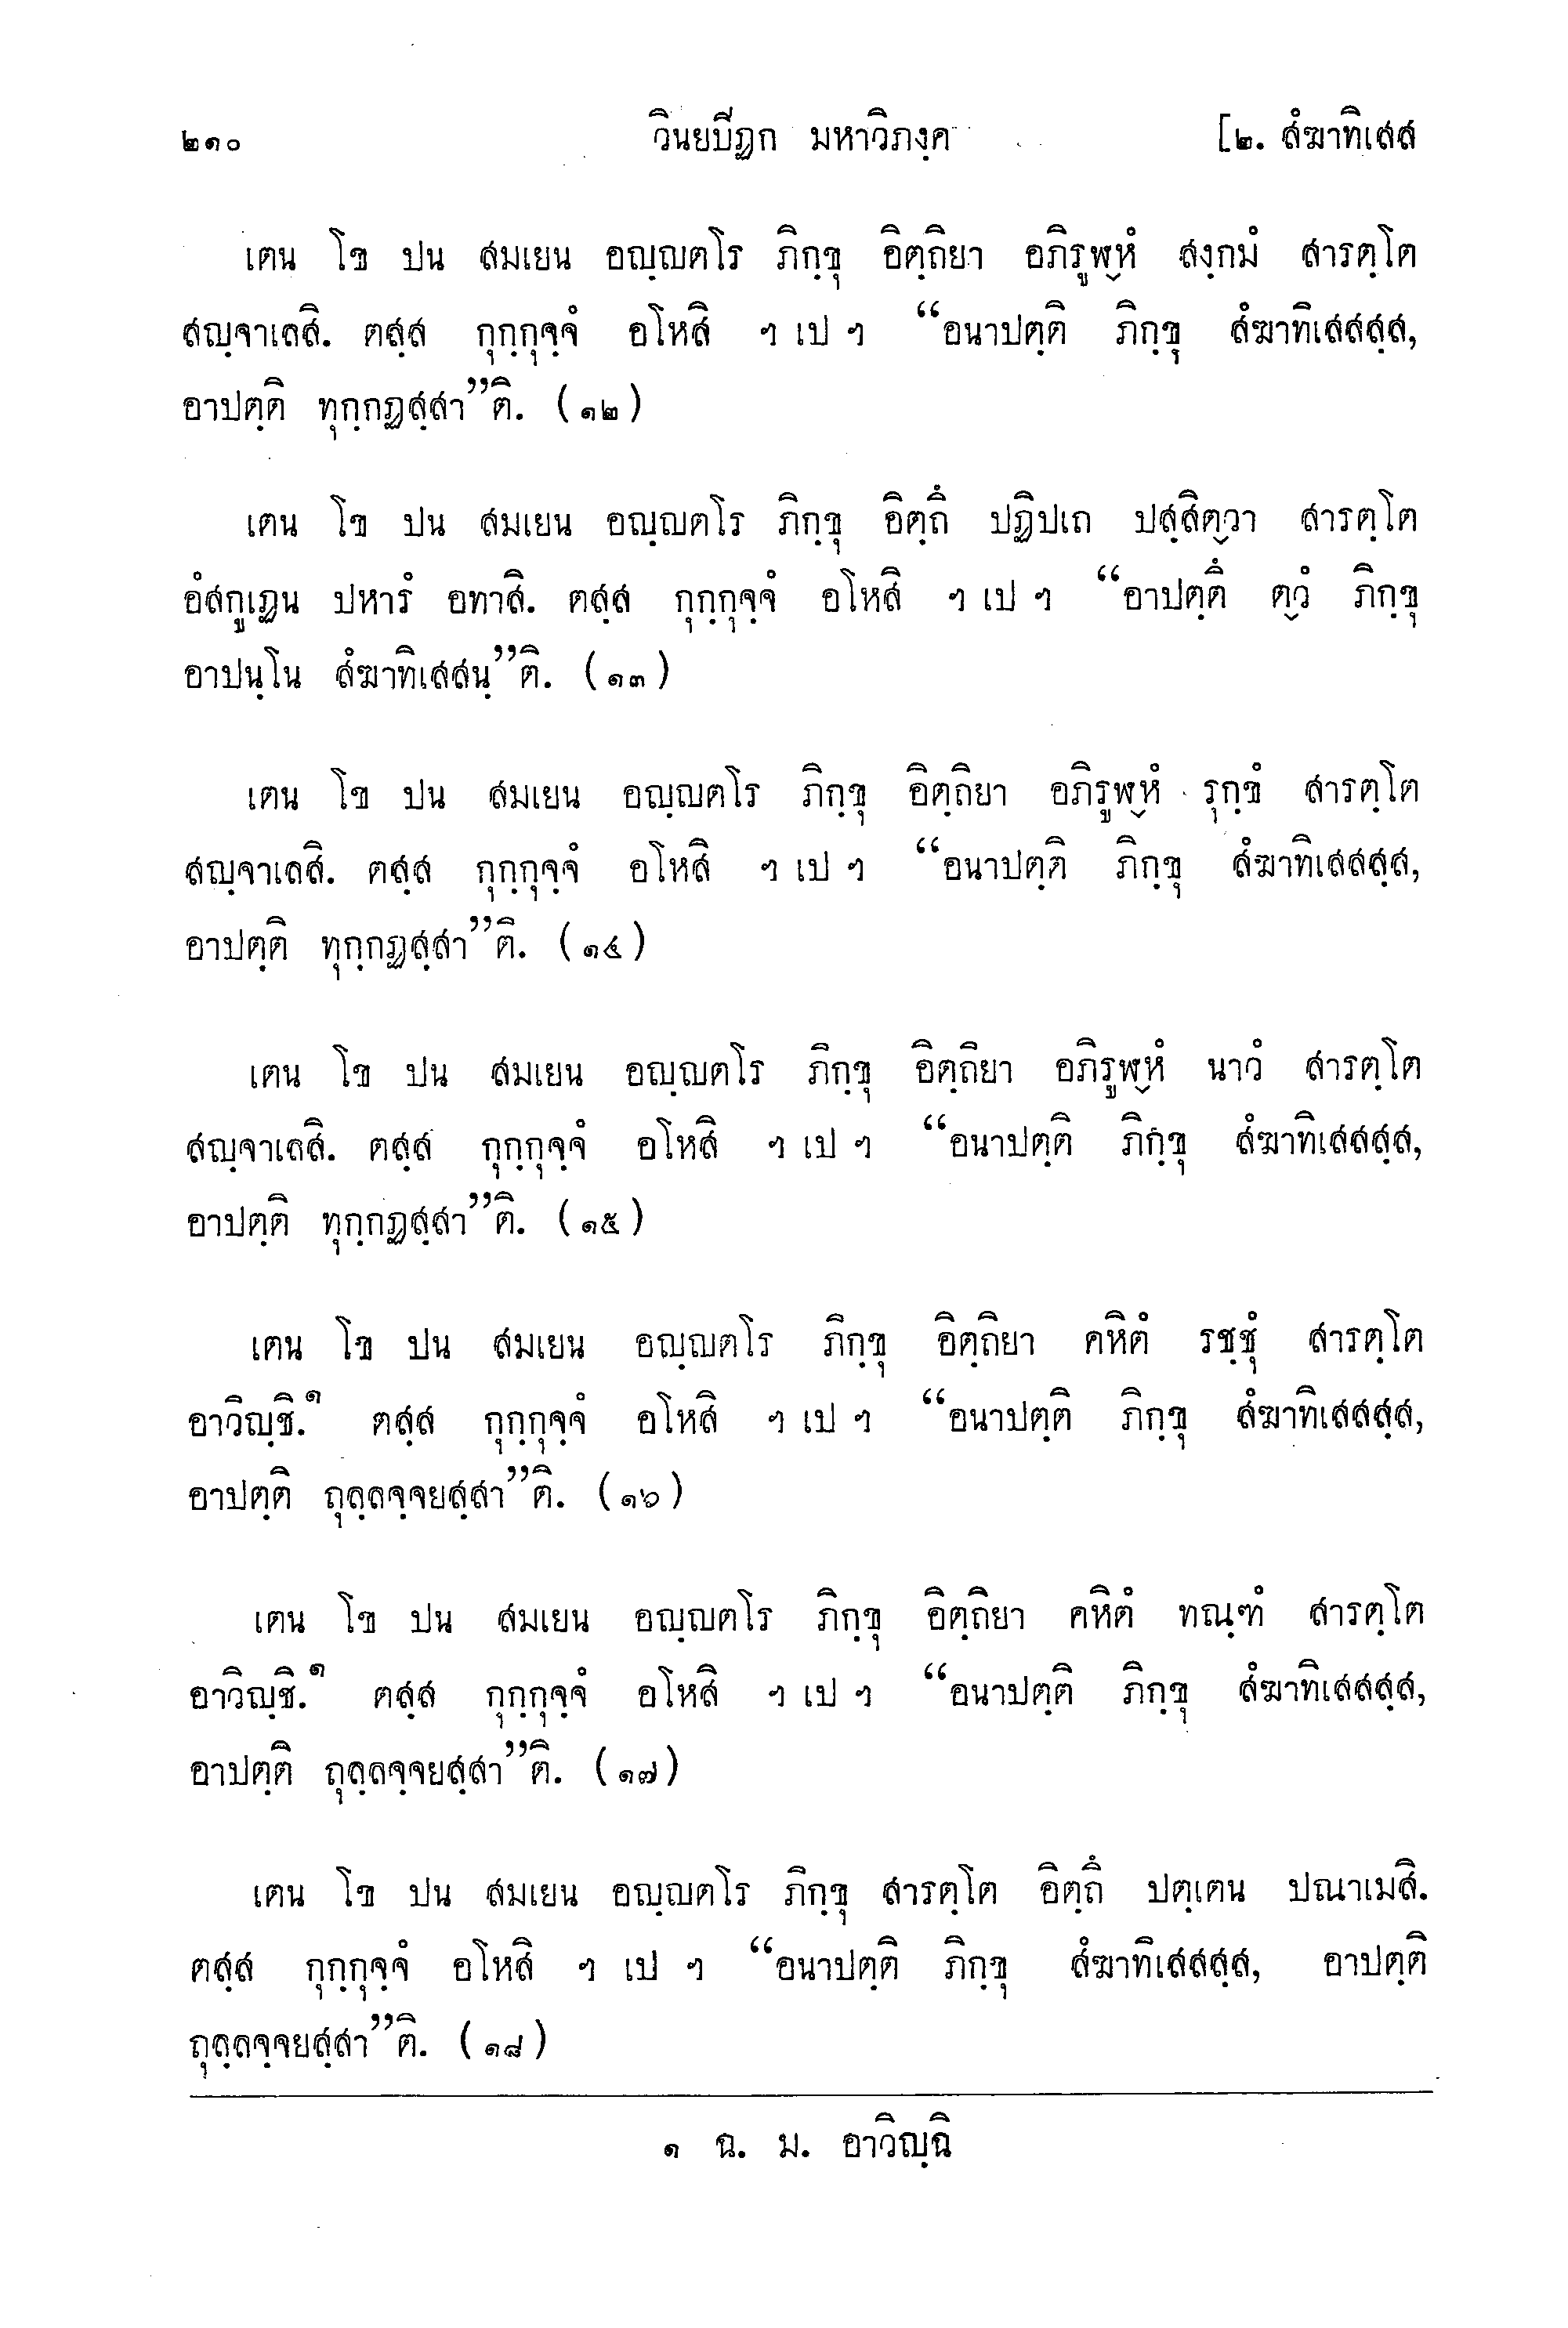 ๒๑๐ วินยปิฏก มหาวิภงฺค [๒. สํฆาทิเสส
เตน โข ปน สมเยน อญฺญตโร ภิกฺขุ อิตฺถิยา อภิรูฬฺหํ สงฺกมํ สารตฺโต
สญฺจาเลสิ. ตสฺส กุกฺกุจฺจํ อโหสิ ฯ เป ฯ “อนาปตฺติ ภิกฺขุ สํฆาทิเสสสฺส,
อาปตฺติ ทุกฺกฏสฺสา”ติ. (๑๒)
เตน โข ปน สมเยน อญฺญตโร ภิกฺขุ อิตฺถึ ปฏิปเถ ปสฺสิตฺวา สารตฺโต
อํสกูเฏน ปหารํ อทาสิ. ตสฺส กุกฺกุจฺจํ อโหสิ ฯ เป ฯ “อาปตฺตึ ตฺวํ ภิกฺขุ
อาปนฺโน สํฆาทิเสสนฺ”ติ. (๑๓)
เตน โข ปน สมเยน อญฺญตโร ภิกฺขุ อิตฺถิยา อภิรูฬฺหํ รุกฺขํ สารตฺโต
สญฺจาเลสิ. ตสฺส กุกฺกุจฺจํ อโหสิ ฯ เป ฯ “อนาปตฺติ ภิกฺขุ สํฆาทิเสสสฺส,
อาปตฺติ ทุกฺกฏสฺสา”ติ. (๑๔)
เตน โข ปน สมเยน อญฺญตโร ภิกฺขุ อิตฺถิยา อภิรูฬฺหํ นาวํ สารตฺโต
สญฺจาเลสิ. ตสฺส กุกฺกุจฺจํ อโหสิ ฯ เป ฯ “อนาปตฺติ ภิกฺขุ สํฆาทิเสสสฺส,
อาปตฺติ ทุกฺกฏสฺสา”ติ. (๑๕)
เตน โข ปน สมเยน อญฺญตโร ภิกฺขุ อิตฺถิยา คหิตํ รชฺชุํ สารตฺโต
อาวิญฺชิ.๑ ตสฺส กุกฺกุจฺจํ อโหสิ ฯ เป ฯ “อนาปตฺติ ภิกฺขุ สํฆาทิเสสสฺส,
อาปตฺติ ถุลฺลจฺจยสฺสา”ติ. (๑๖)
เตน โข ปน สมเยน อญฺญตโร ภิกฺขุ อิตฺถิยา คหิตํ ทณฺฑํ สารตฺโต
อาวิญฺชิ.๑ ตสฺส กุกฺกุจฺจํ อโหสิ ฯ เป ฯ “อนาปตฺติ ภิกฺขุ สํฆาทิเสสสฺส,
อาปตฺติ ถุลฺลจฺจยสฺสา”ติ. (๑๗)
เตน โข ปน สมเยน อญฺญตโร ภิกฺขุ สารตฺโต อิตฺถึ ปตฺเตน ปณาเมสิ.
ตสฺส กุกฺกุจฺจํ อโหสิ ฯ เป ฯ “อนาปตฺติ ภิกฺขุ สํฆาทิเสสสฺส, อาปตฺติ
ถุลฺลจฺจยสฺสา”ติ. (๑๘)
๑ ฉ. ม. อาวิญฺฉิ